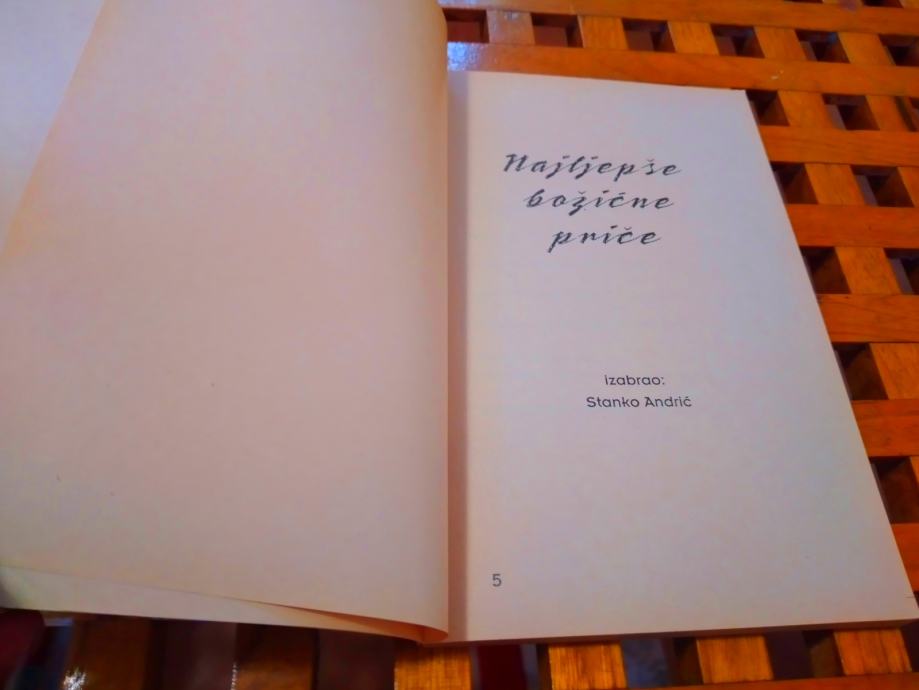 Najljepše
božićne
priče
izabrao:
Stanko Andrić
5